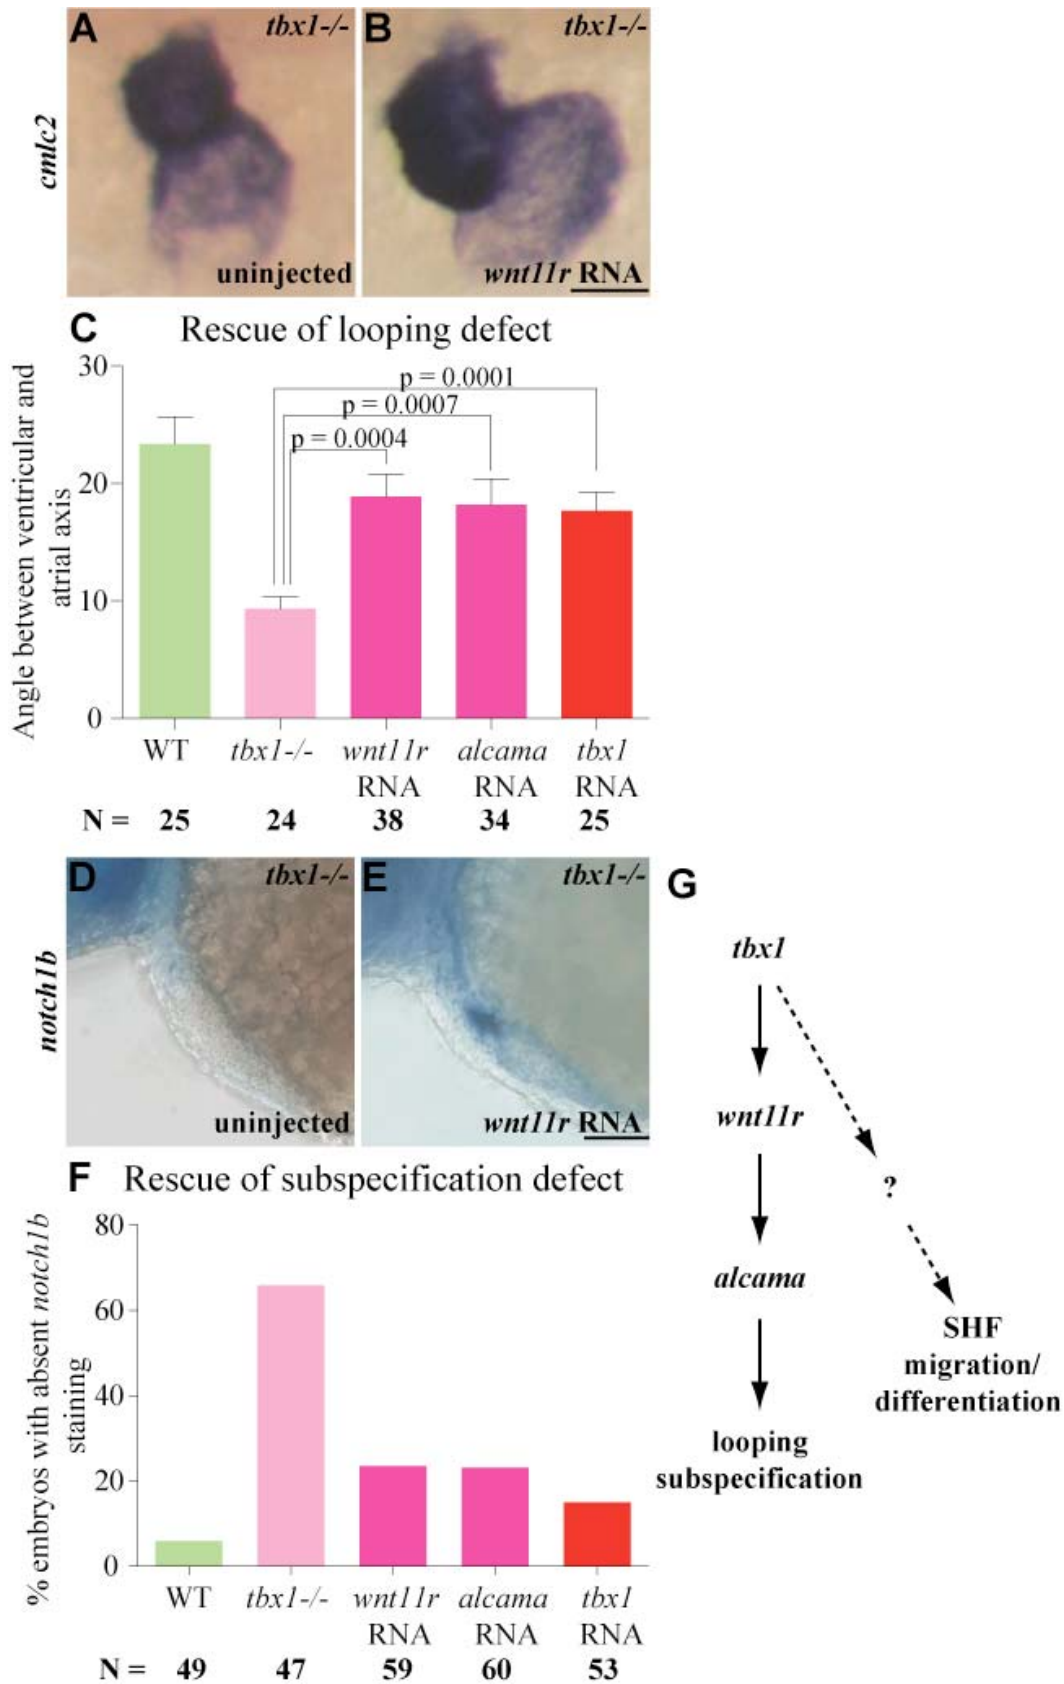 A
tbx1-/-
B
tbx1-/-
cmlc2
uninjected
wnt11r RNA
C
Rescue of looping defect
Angle between ventricular and
atrial axis
30
20
10
0
p = 0.0001
p = 0.0007
p = 0.0004
WT
tbx1-/-
wnt11r
RNA
alcama
RNA
tbx1
RNA
N = 25 24 38 34 25
D
tbx1-/-
E
tbx1-/-
notch1b
uninjected
wnt11r RNA
F
Rescue of subspecification defect
% embryos with absent notch1b
staining
80
60
40
20
0
WT
tbx1-/-
wnt11r
RNA
alcama
RNA
tbx1
RNA
N = 49 47 59 60 53
G
tbx1
wnt11r
?
alcama
SHF
migration/
differentiation
looping
subspecification